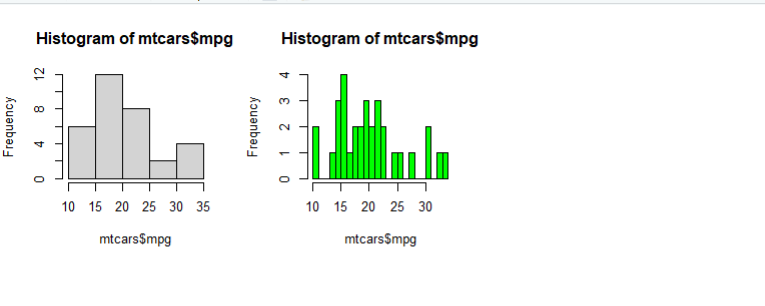 Histogram of mtcars$mpg
Frequency
0 4 8 12
10 15 20 25 30 35
mtcars$mpg
Histogram of mtcars$mpg
Frequency
0 1 2 3 4
10 15 20 25 30
mtcars$mpg